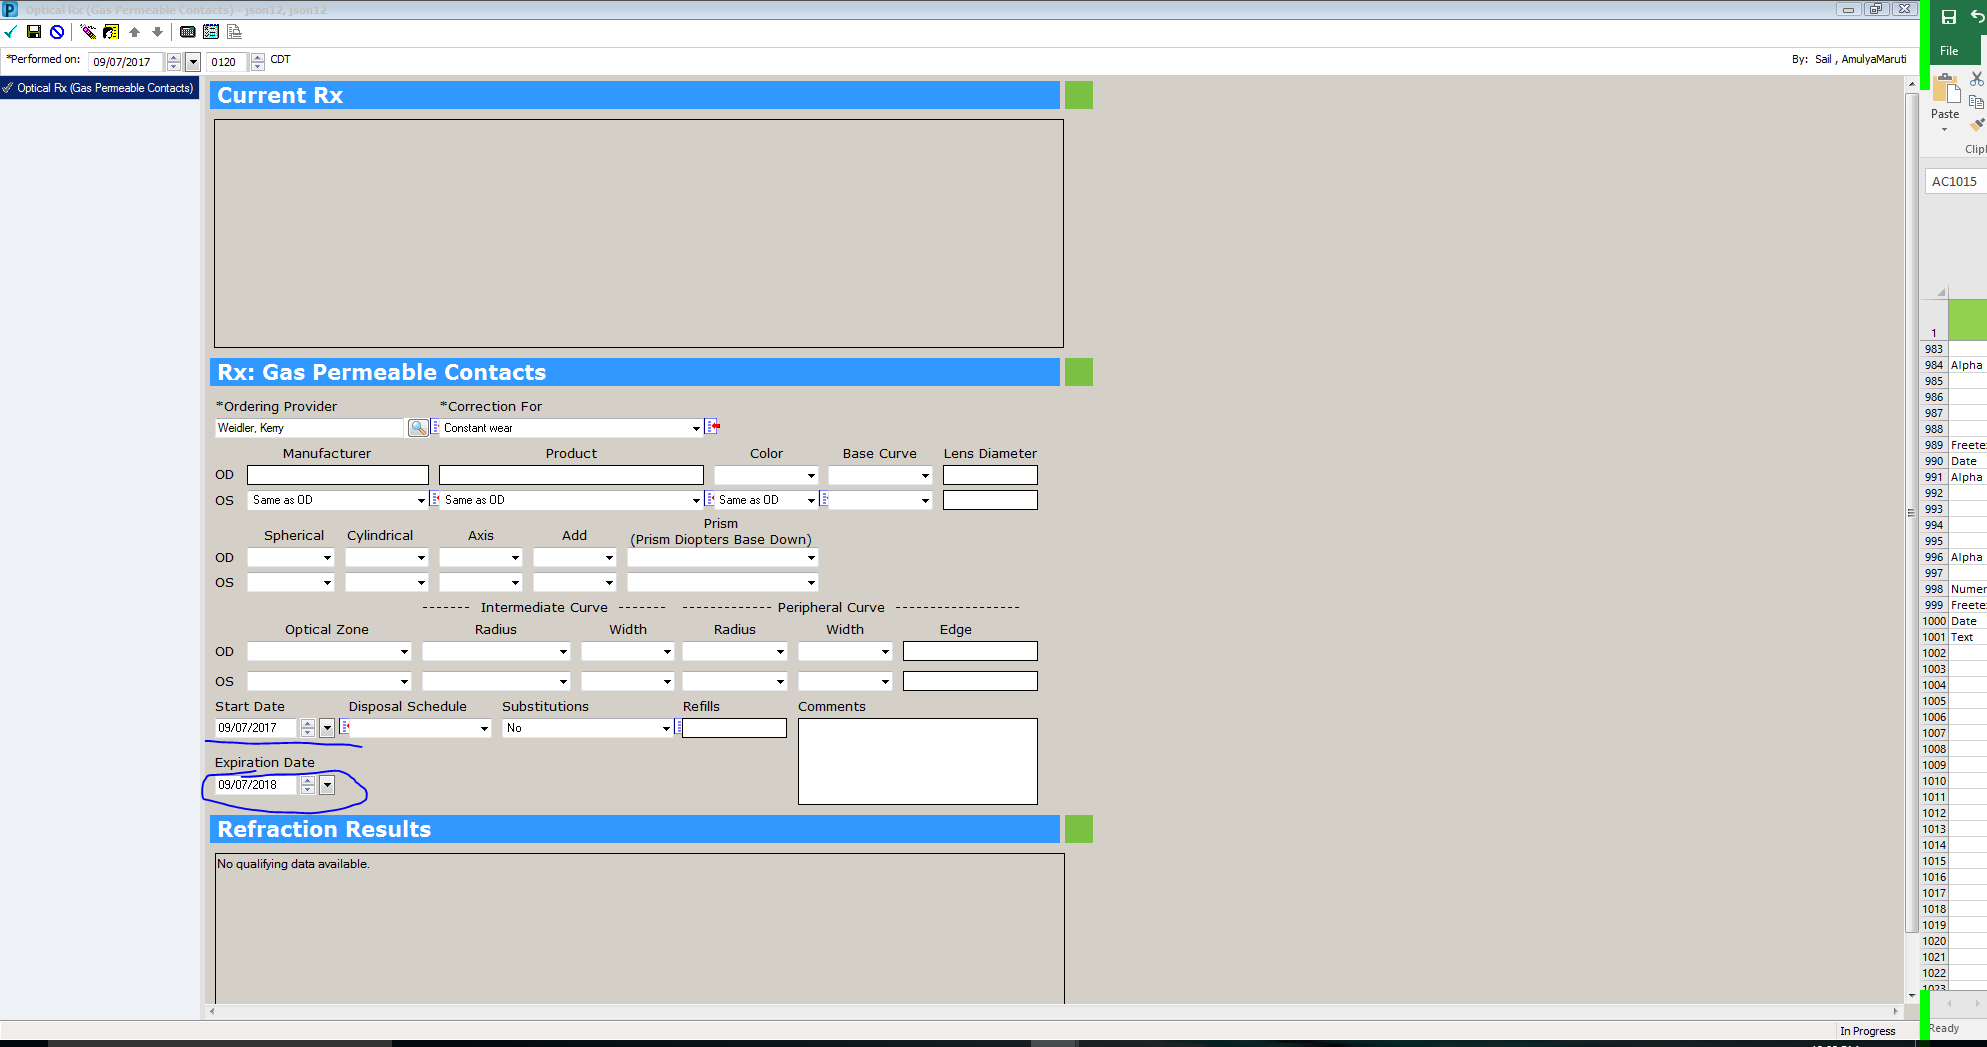 Optical Rx (Gas Permeable Contacts) - json12, json12
File
*Performed on: 09/07/2017 0120 CDT By: Sail , AmulyaMaruti
Optical Rx (Gas Permeable Contacts)
Current Rx
Paste
AC1015
Rx: Gas Permeable Contacts
*Ordering Provider *Correction For
Weidler, Kerry Constant wear
Manufacturer Product Color Base Curve Lens Diameter
OD
OS Same as OD Same as OD Same as OD
Prism
Spherical Cylindrical Axis Add (Prism Diopters Base Down)
OD
OS
------- Intermediate Curve ------- ------------- Peripheral Curve ------------------
Optical Zone Radius Width Radius Width Edge
OD
OS
Start Date Disposal Schedule Substitutions Refills Comments
09/07/2017 No
Expiration Date
09/07/2018
Refraction Results
No qualifying data available.
In Progress
1
983
984 Alpha
985
986
987
988
989 Freete
990 Date
991 Alpha
992
993
994
995
996 Alpha
997
998 Numer
999 Freete
1000 Date
1001 Text
1002
1003
1004
1005
1006
1007
1008
1009
1010
1011
1012
1013
1014
1015
1016
1017
1018
1019
1020
1021
1022
1023
Ready